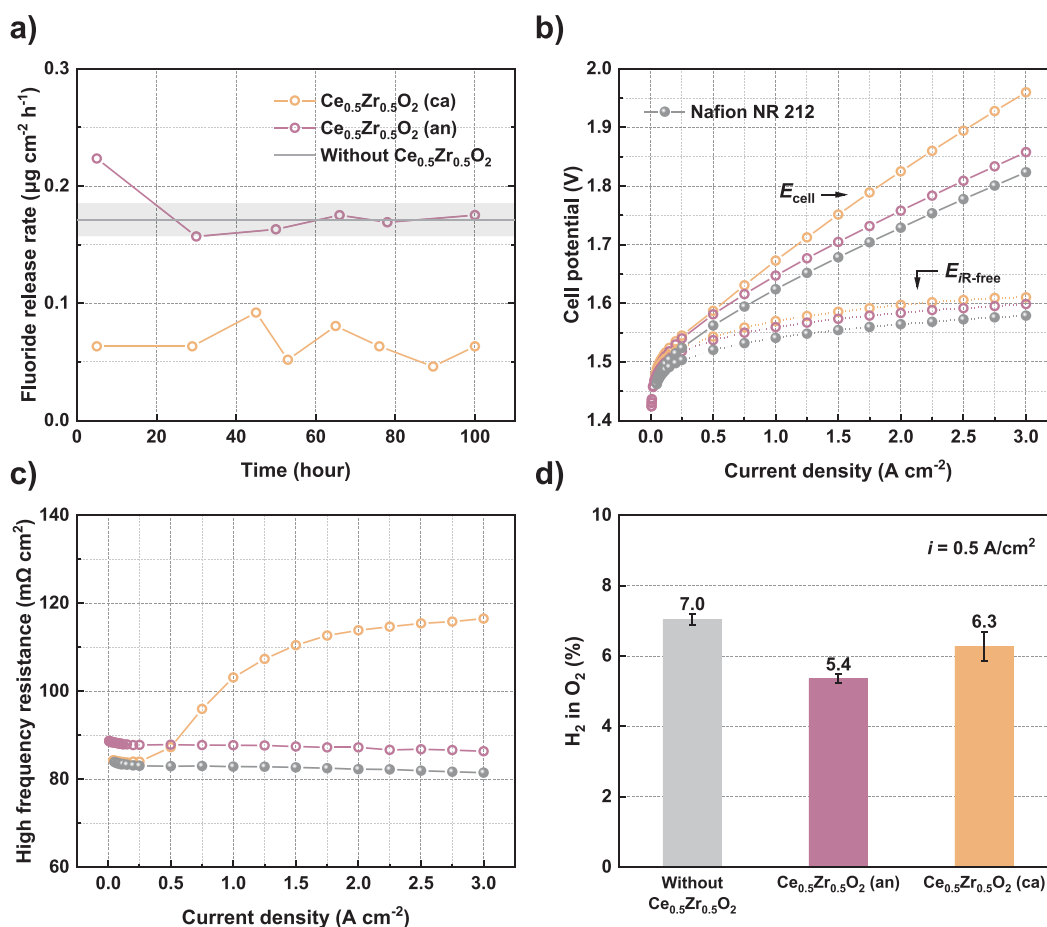 a)
0.3
0.2
0.1
0.0
Fluoride release rate (µg cm⁻² h⁻¹)
Ce₀.₅Zr₀.₅O₂ (ca)
Ce₀.₅Zr₀.₅O₂ (an)
Without Ce₀.₅Zr₀.₅O₂
0 20 40 60 80 100
Time (hour)
b)
2.0
1.9
1.8
1.7
1.6
1.5
1.4
Cell potential (V)
Nafion NR 212
E cell
E iR-free
0.0 0.5 1.0 1.5 2.0 2.5 3.0
Current density (A cm⁻²)
c)
140
120
100
80
60
High frequency resistance (mΩ cm²)
0.0 0.5 1.0 1.5 2.0 2.5 3.0
Current density (A cm⁻²)
d)
10
8
6
4
2
0
H₂ in O₂ (%)
i = 0.5 A/cm²
7.0
5.4
6.3
Without
Ce₀.₅Zr₀.₅O₂
Ce₀.₅Zr₀.₅O₂ (an)
Ce₀.₅Zr₀.₅O₂ (ca)